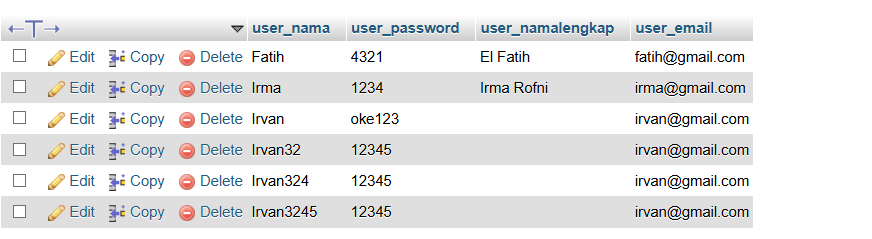 ←T→ user_nama user_password user_namalengkap user_email
Edit Copy Delete Fatih 4321 El Fatih fatih@gmail.com
Edit Copy Delete Irma 1234 Irma Rofni irma@gmail.com
Edit Copy Delete Irvan oke123 irvan@gmail.com
Edit Copy Delete Irvan32 12345 irvan@gmail.com
Edit Copy Delete Irvan324 12345 irvan@gmail.com
Edit Copy Delete Irvan3245 12345 irvan@gmail.com